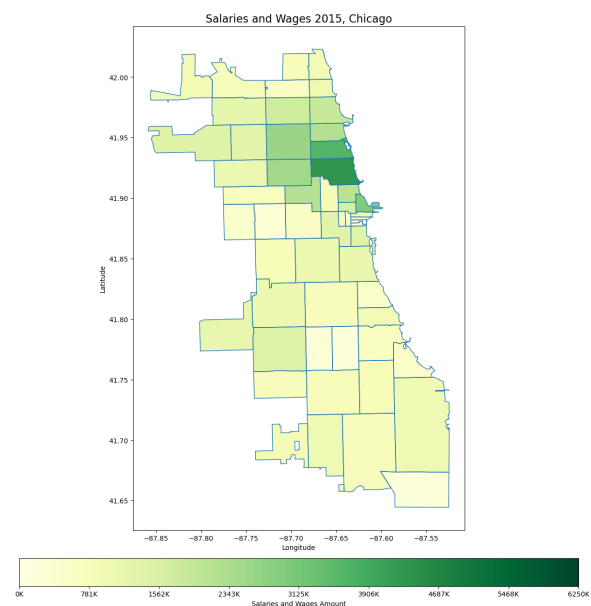 Salaries and Wages 2015, Chicago
42.00
41.95
41.90
41.85
41.80
41.75
41.70
41.65
Latitude
−87.85 −87.80 −87.75 −87.70 −87.65 −87.60 −87.55
Longitude
0K 781K 1562K 2343K 3125K 3906K 4687K 5468K 6250K
Salaries and Wages Amount